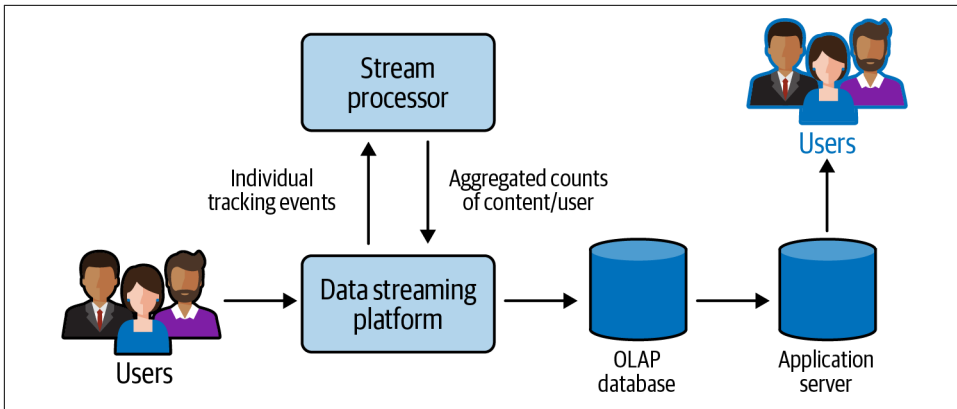 Stream
processor
Users
Individual
tracking events
Aggregated counts
of content/user
Data streaming
platform
Users
OLAP
database
Application
server